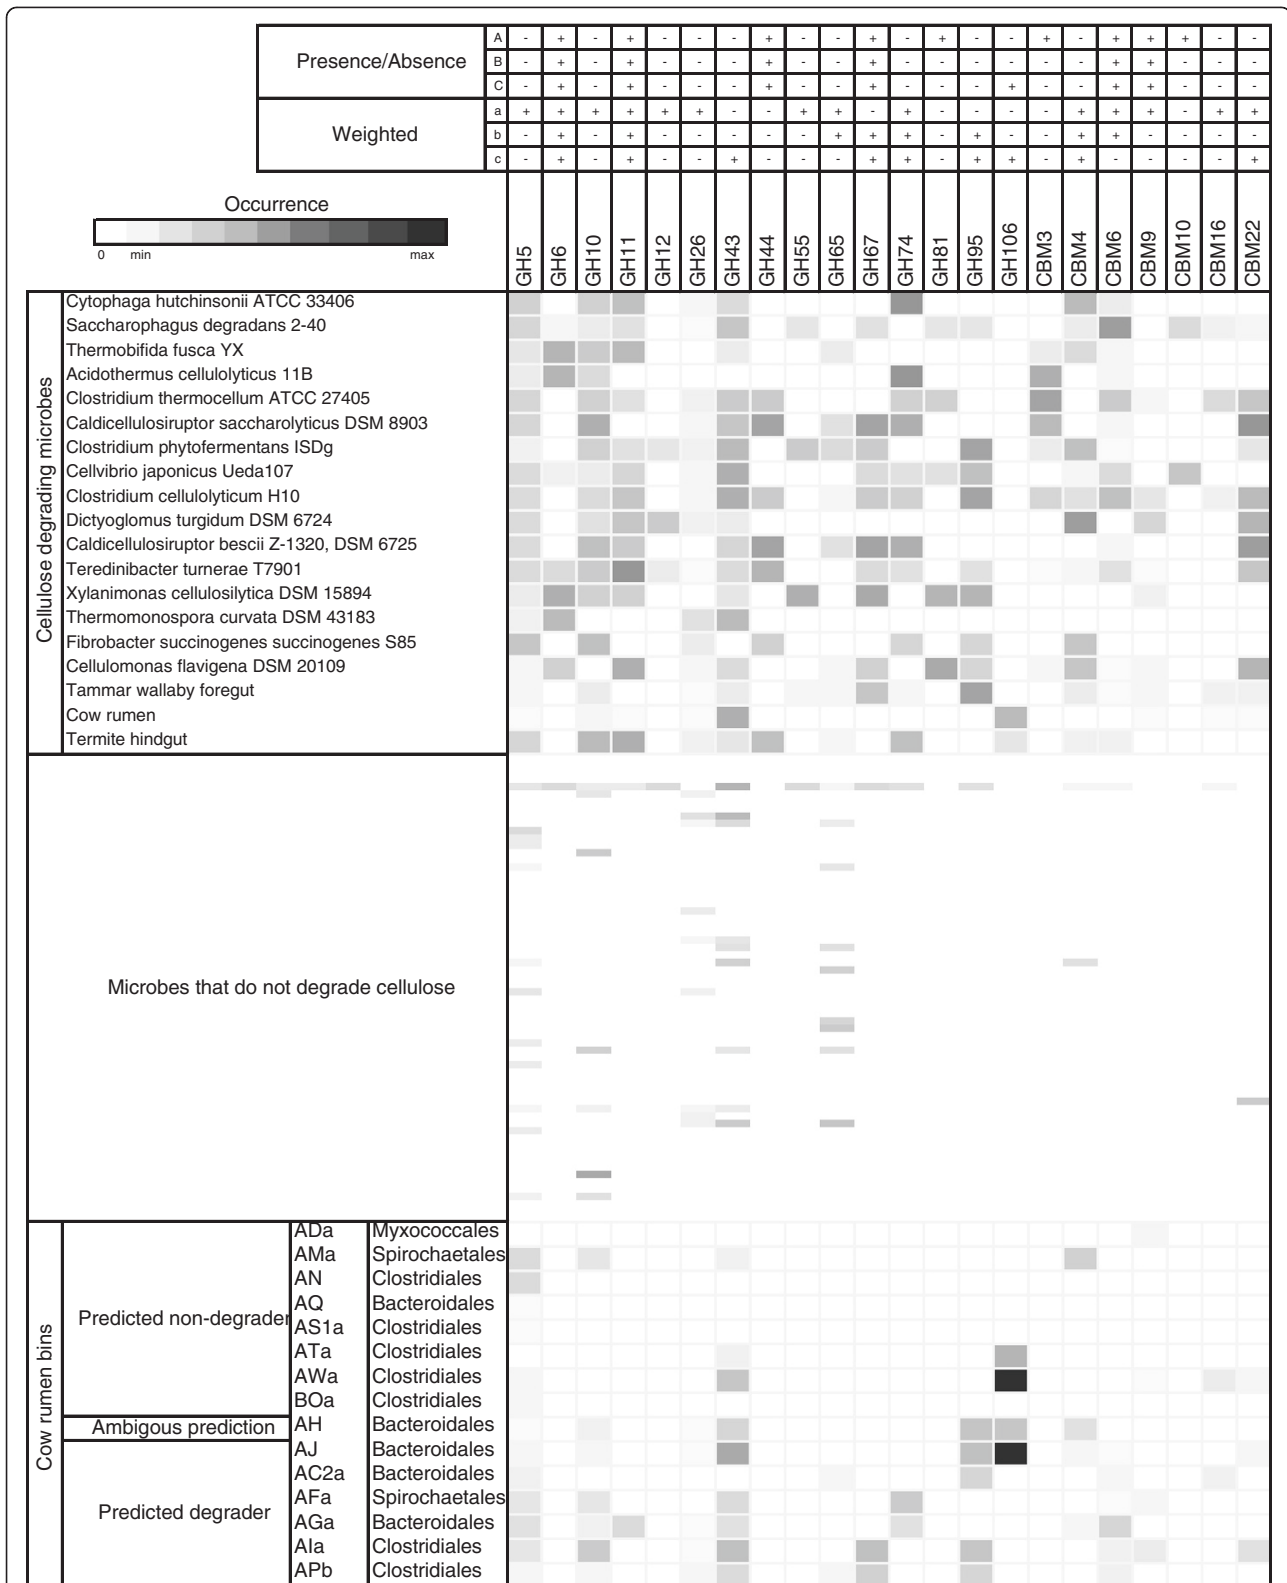 Presence/Absence
A - + - + - - - + - - + - + - - + - + + + - -
B - + - + - - - + - - + - - - - - - + + - - -
C - + - + - - - + - - + - - - + - - + + - - -
Weighted
a + + + + + + - - + + - + - - - - + + + - + +
b - + - + - - - - - + + + - + - - + + - - - -
c - + - + - - + - - - + + - + + - + - - - - +
Occurrence
0 min max
GH5 GH6 GH10 GH11 GH12 GH26 GH43 GH44 GH55 GH65 GH67 GH74 GH81 GH95 GH106 CBM3 CBM4 CBM6 CBM9 CBM10 CBM16 CBM22
Cellulose degrading microbes
Cytophaga hutchinsonii ATCC 33406
Saccharophagus degradans 2-40
Thermobifida fusca YX
Acidothermus cellulolyticus 11B
Clostridium thermocellum ATCC 27405
Caldicellulosiruptor saccharolyticus DSM 8903
Clostridium phytofermentans ISDg
Cellvibrio japonicus Ueda107
Clostridium cellulolyticum H10
Dictyoglomus turgidum DSM 6724
Caldicellulosiruptor bescii Z-1320, DSM 6725
Teredinibacter turnerae T7901
Xylanimonas cellulosilytica DSM 15894
Thermomonospora curvata DSM 43183
Fibrobacter succinogenes succinogenes S85
Cellulomonas flavigena DSM 20109
Tammar wallaby foregut
Cow rumen
Termite hindgut
Microbes that do not degrade cellulose
Cow rumen bins
Predicted non-degrader
ADa Myxococcales
AMa Spirochaetales
AN Clostridiales
AQ Bacteroidales
AS1a Clostridiales
ATa Clostridiales
AWa Clostridiales
BOa Clostridiales
Ambigous prediction
AH Bacteroidales
Predicted degrader
AJ Bacteroidales
AC2a Bacteroidales
AFa Spirochaetales
AGa Bacteroidales
AIa Clostridiales
APb Clostridiales